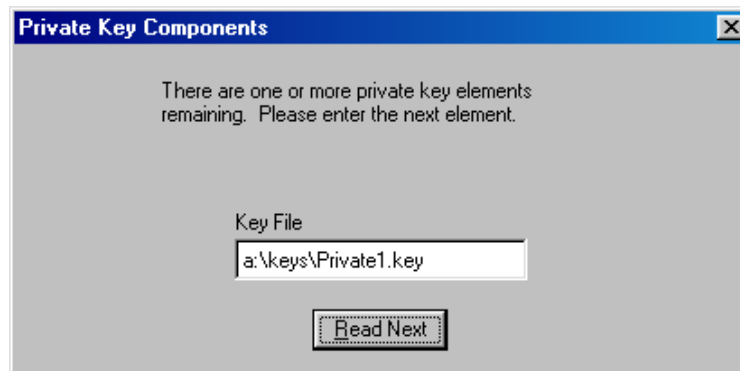 Private Key Components
There are one or more private key elements
remaining. Please enter the next element.
Key File
a:\keys\Private1.key
Read Next